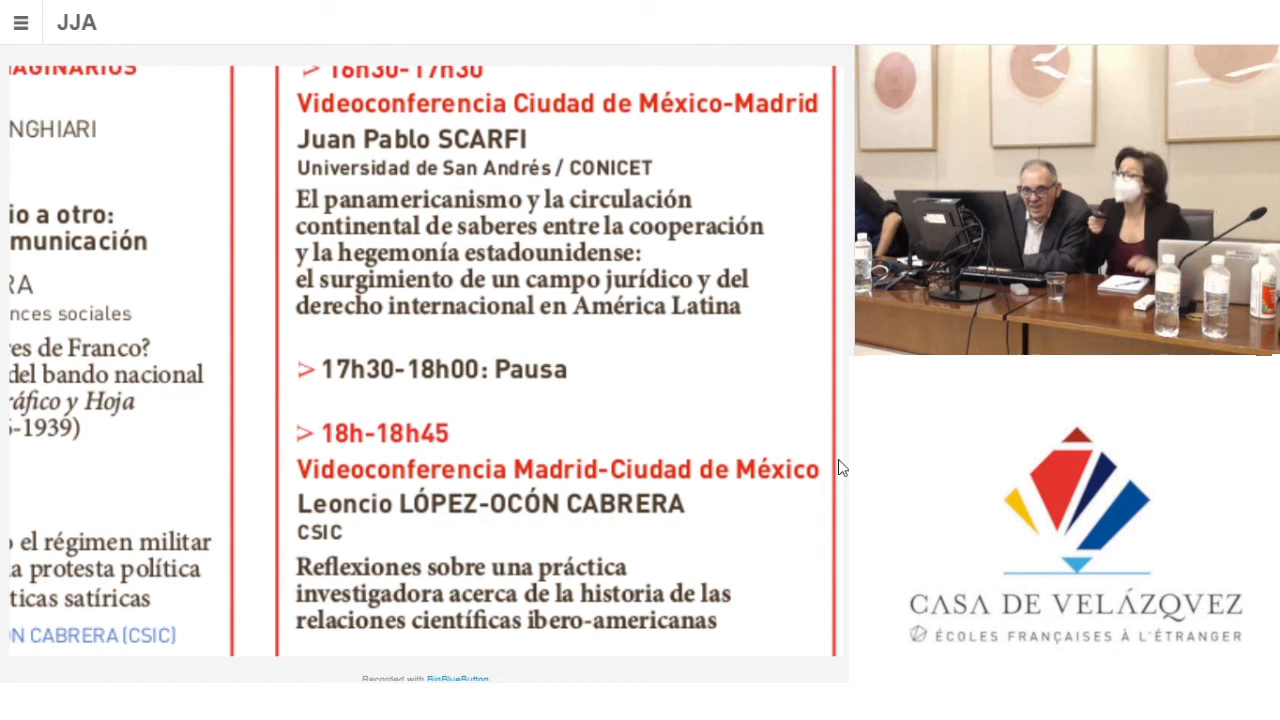 JJA
MAGINARIOS
NGHIARI
io a otro:
municación
RA
nces sociales
res de Franco?
del bando nacional
ráfico y Hoja
-1939)
o el régimen militar
la protesta política
ticas satíricas
N CABRERA (CSIC)
> 16h30-17h30
Videoconferencia Ciudad de México-Madrid
Juan Pablo SCARFI
Universidad de San Andrés / CONICET
El panamericanismo y la circulación
continental de saberes entre la cooperación
y la hegemonía estadounidense:
el surgimiento de un campo jurídico y del
derecho internacional en América Latina
> 17h30-18h00: Pausa
> 18h-18h45
Videoconferencia Madrid-Ciudad de México
Leoncio LÓPEZ-OCÓN CABRERA
CSIC
Reflexiones sobre una práctica
investigadora acerca de la historia de las
relaciones científicas ibero-americanas
CASA DE VELÁZQVEZ
ÉCOLES FRANÇAISES À L'ÉTRANGER
Recorded with BigBlueButton